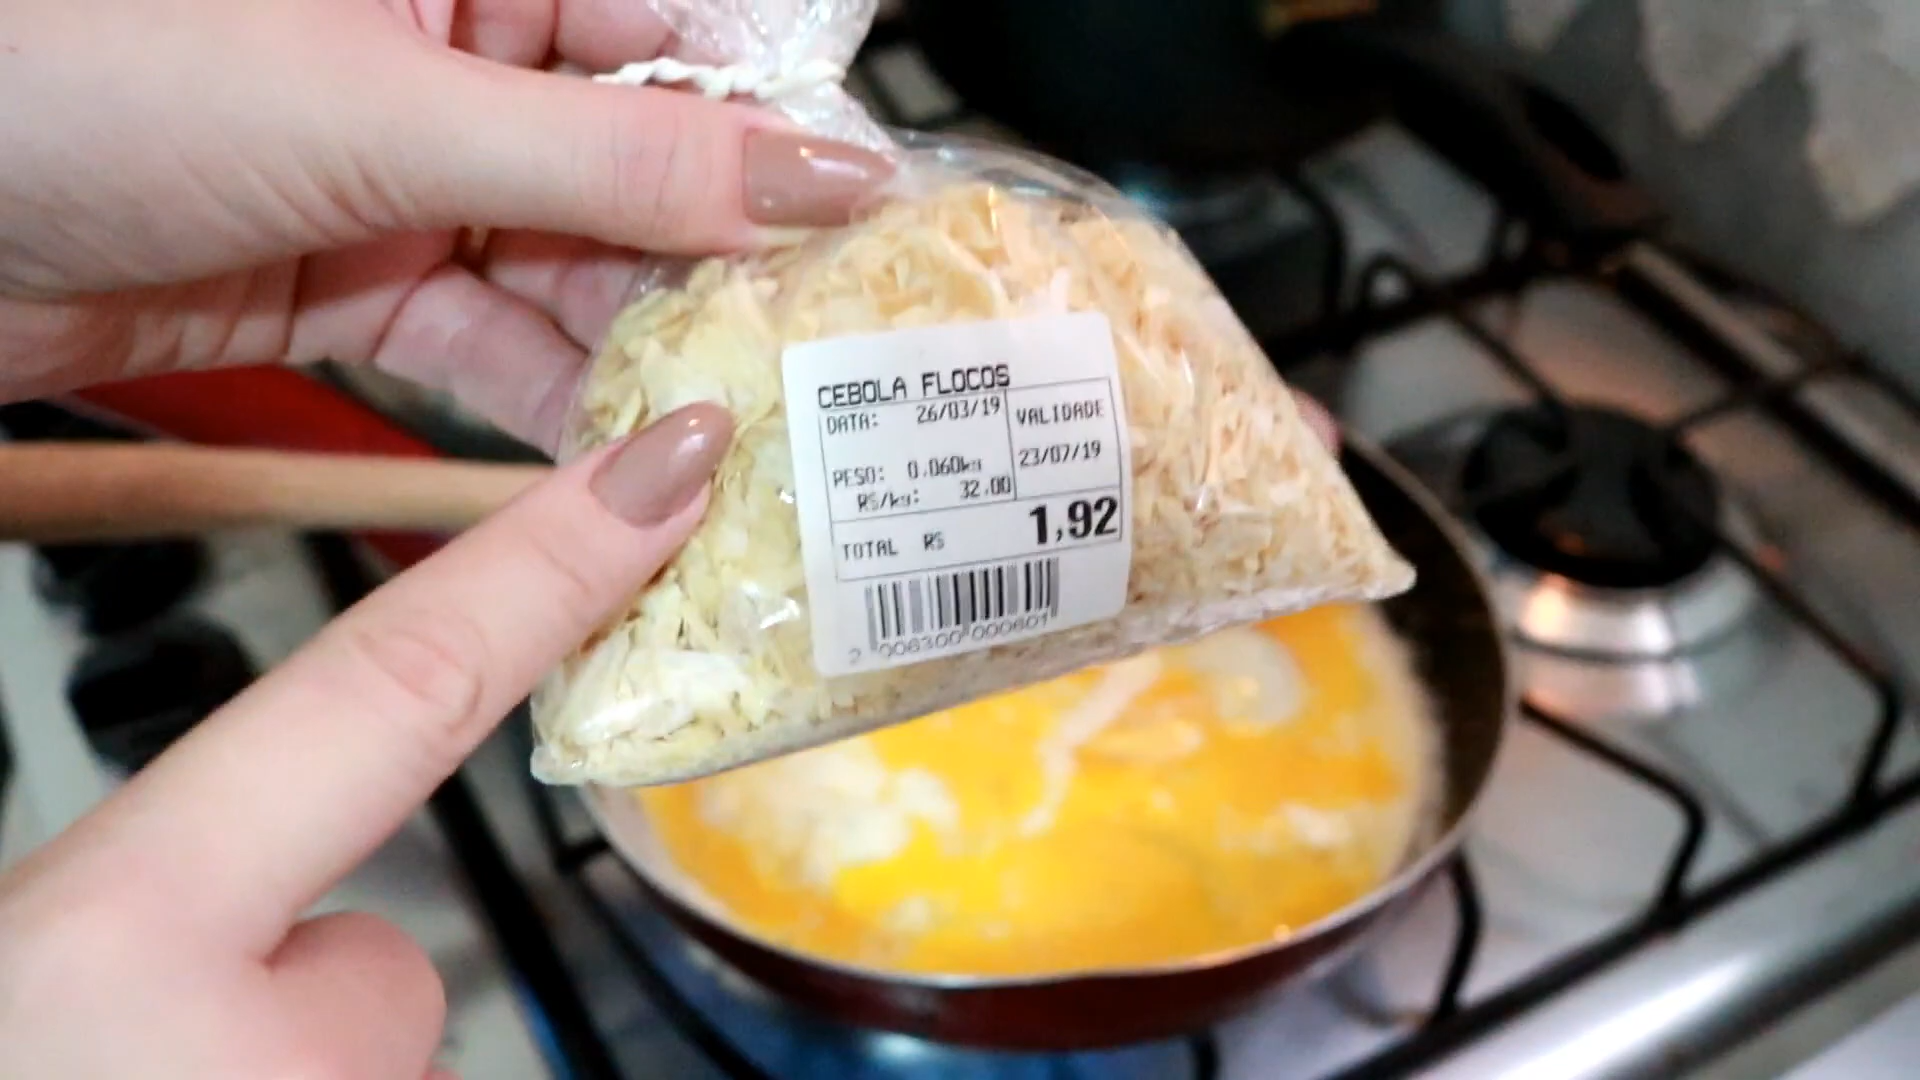 CEBOLA FLOCOS
DATA: 26/03/19 VALIDADE
23/07/19
PESO: 0.060kg
R$/kg: 32.00
TOTAL R$ 1,92
2 006300 000601